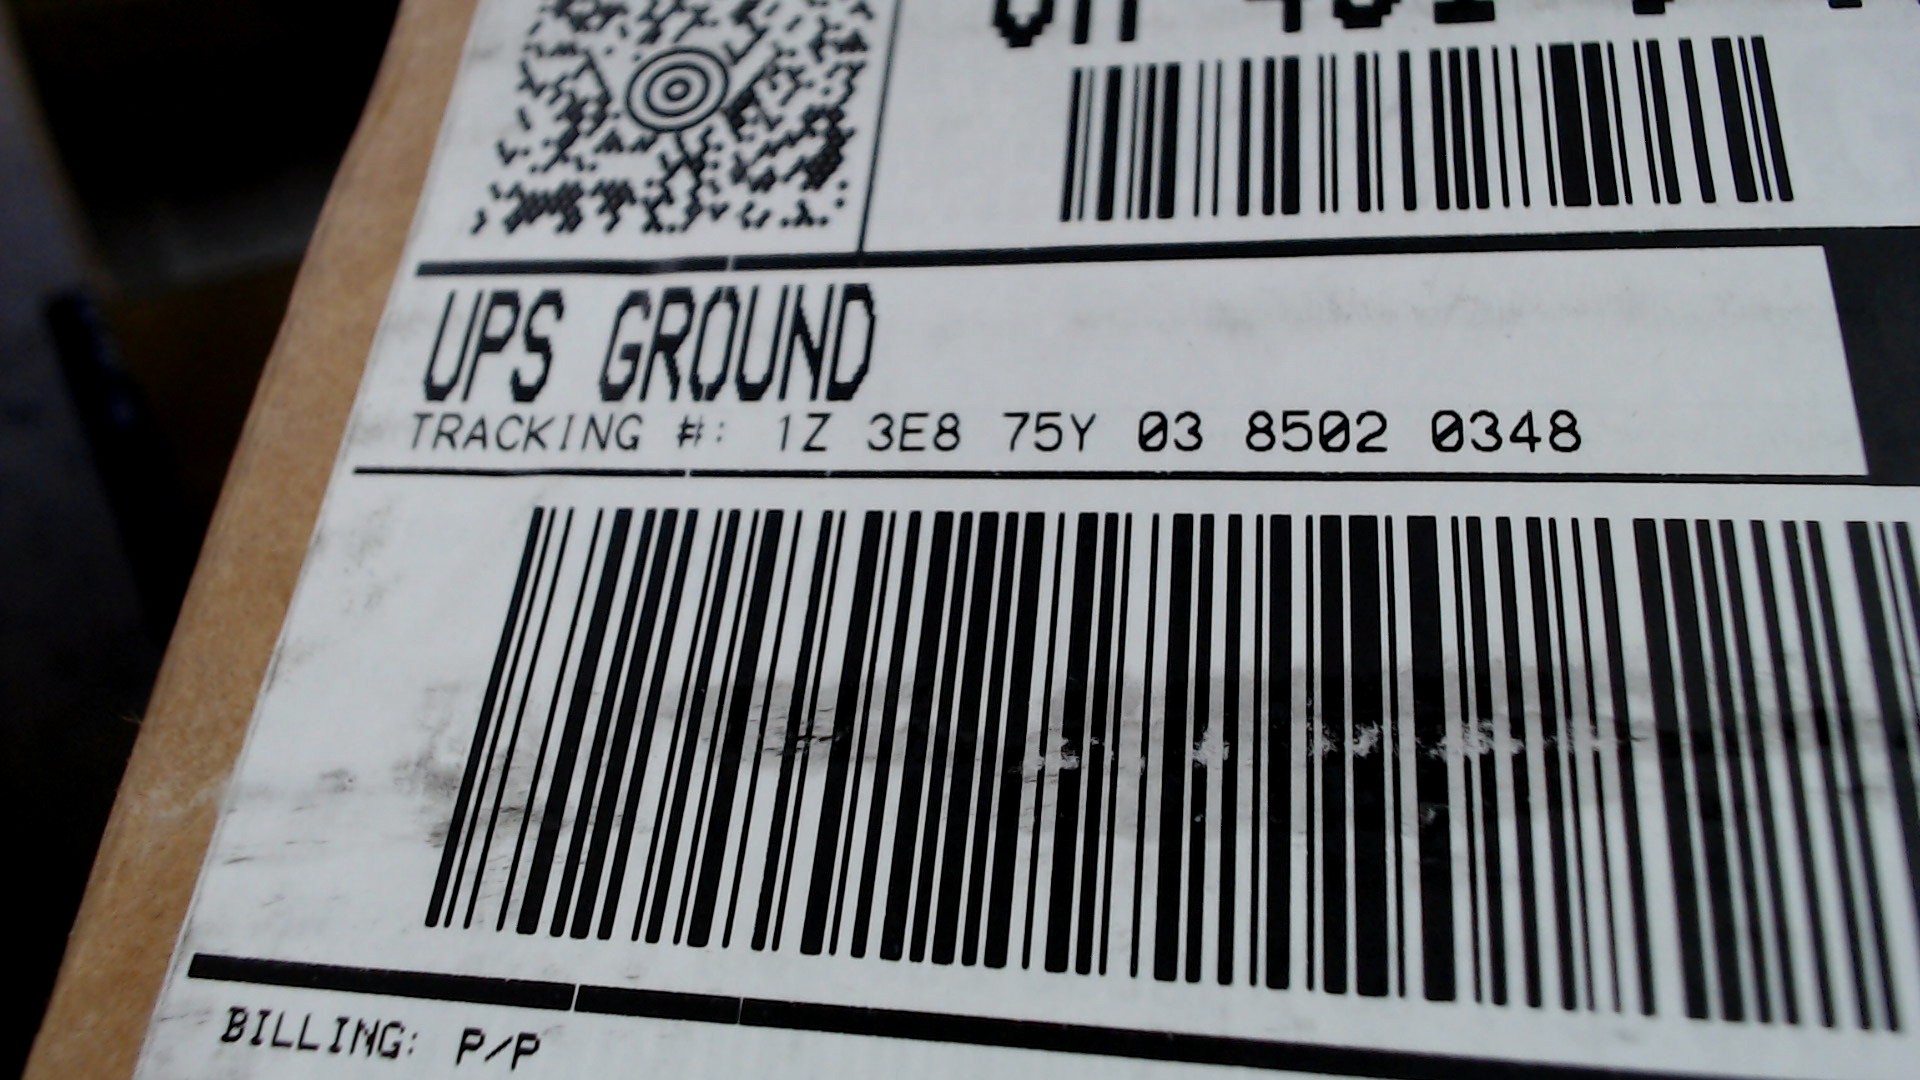 UPS GROUND
TRACKING #: 1Z 3E8 75Y 03 8502 0348
BILLING: P/P